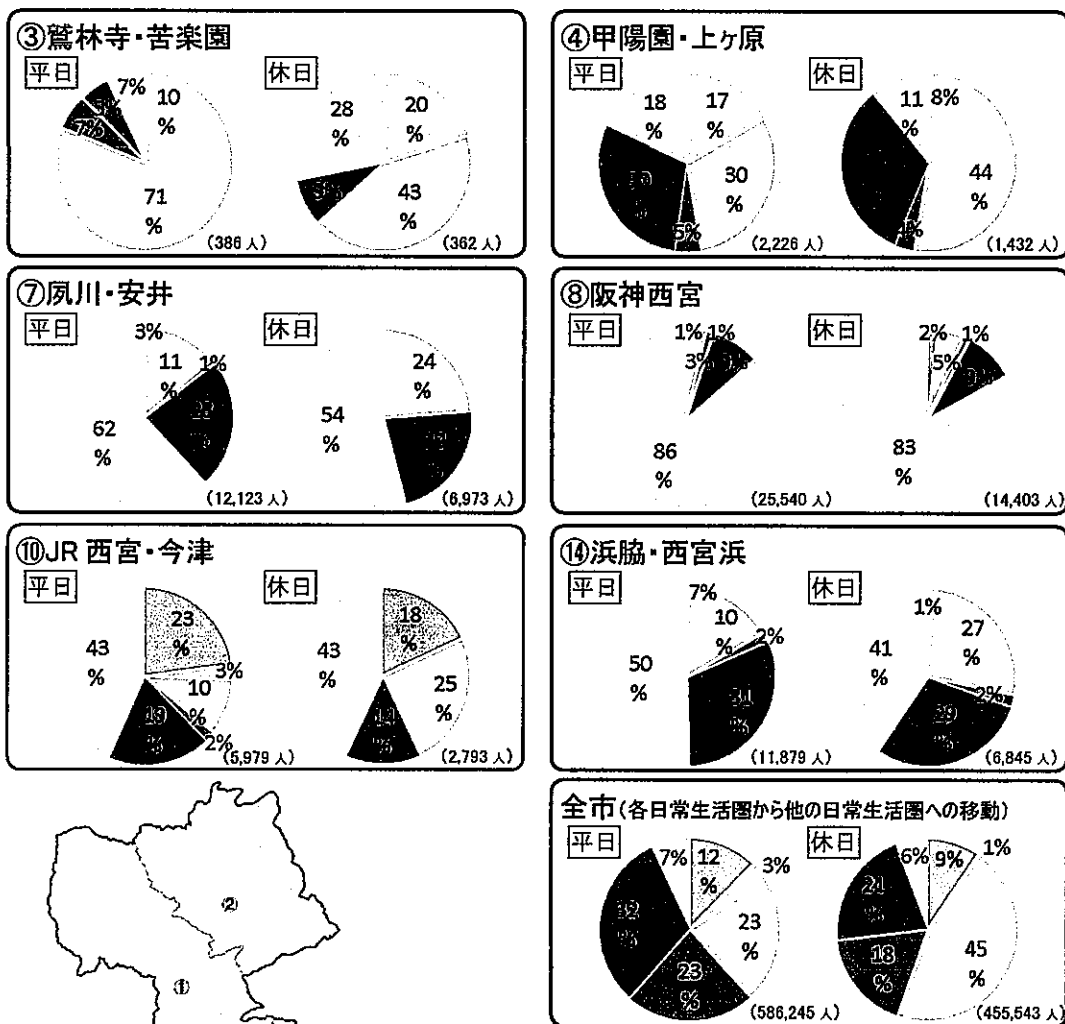 ③鷲林寺・苦楽園
平日
休日
7%
10
%
7%
71
%
(386 人)
28
%
20
%
43
%
(362 人)
④甲陽園・上ヶ原
平日
休日
18
%
17
%
30
%
5%
(2,226 人)
11
%
8%
44
%
(1,432 人)
⑦夙川・安井
平日
休日
3%
11
%
1%
62
%
(12,123 人)
24
%
54
%
(6,973 人)
⑧阪神西宮
平日
休日
1%
1%
3%
86
%
(25,540 人)
2%
1%
5%
83
%
(14,403 人)
⑩JR 西宮・今津
平日
休日
43
%
23
%
3%
10
%
19
%
2%
(5,979 人)
43
%
18
%
25
%
14
%
(2,793 人)
⑭浜脇・西宮浜
平日
休日
7%
10
%
2%
50
%
31
%
(11,879 人)
1%
27
%
41
%
2%
29
%
(6,845 人)
全市(各日常生活圏から他の日常生活圏への移動)
平日
休日
7%
12
%
3%
32
%
23
%
23
%
(586,245 人)
6%
9%
1%
21
%
18
%
45
%
(455,543 人)
②
①